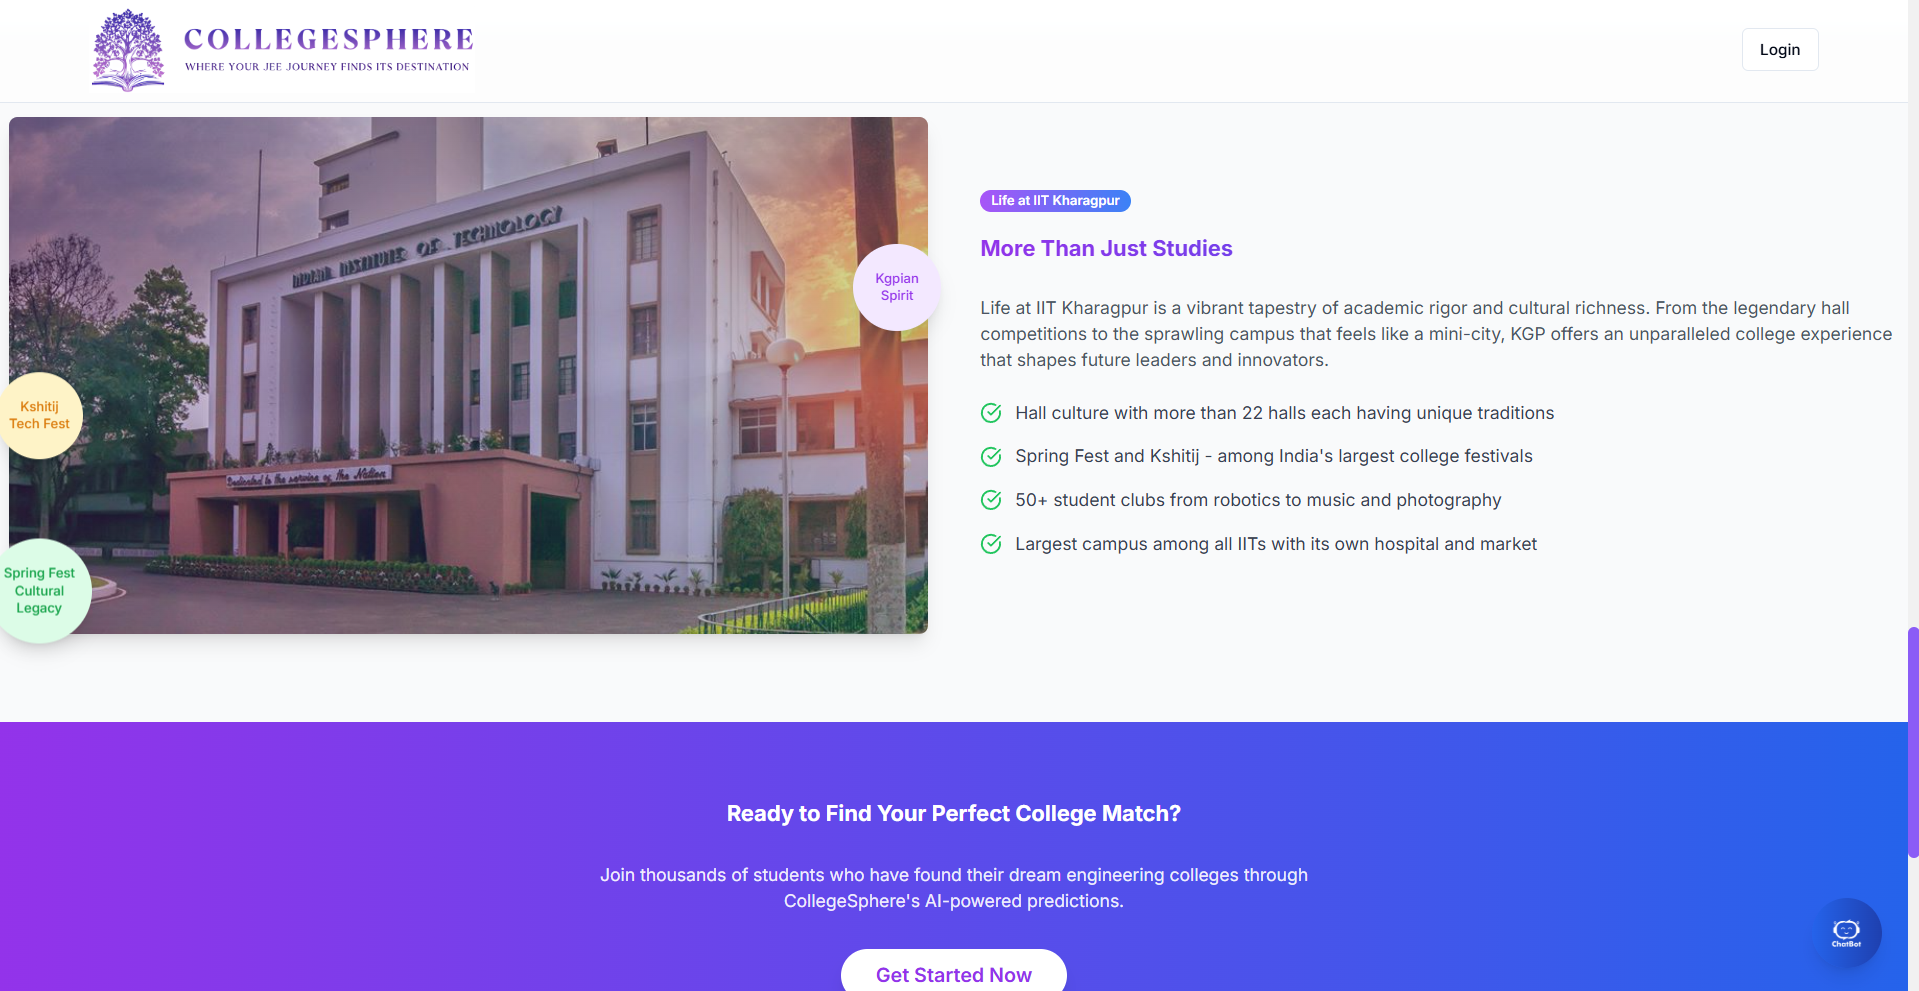 COLLEGESPHERE
WHERE YOUR JEE JOURNEY FINDS ITS DESTINATION
Login
INDIAN INSTITUTE OF TECHNOLOGY
Dedicated to the service of the Nation
Kgpian
Spirit
Kshitij
Tech Fest
Spring Fest
Cultural
Legacy
Life at IIT Kharagpur
More Than Just Studies
Life at IIT Kharagpur is a vibrant tapestry of academic rigor and cultural richness. From the legendary hall
competitions to the sprawling campus that feels like a mini-city, KGP offers an unparalleled college experience
that shapes future leaders and innovators.
Hall culture with more than 22 halls each having unique traditions
Spring Fest and Kshitij - among India's largest college festivals
50+ student clubs from robotics to music and photography
Largest campus among all IITs with its own hospital and market
Ready to Find Your Perfect College Match?
Join thousands of students who have found their dream engineering colleges through
CollegeSphere's AI-powered predictions.
Get Started Now
ChatBot